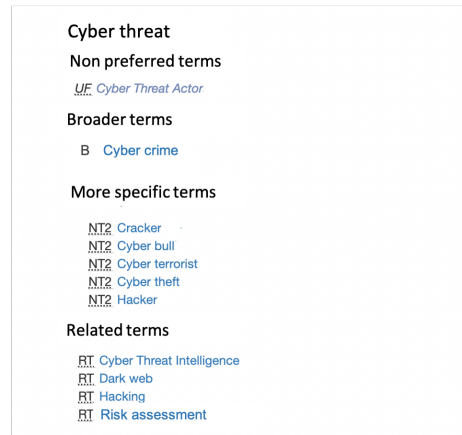 Cyber threat
Non preferred terms
UF Cyber Threat Actor
Broader terms
B Cyber crime
More specific terms
NT2 Cracker
NT2 Cyber bull
NT2 Cyber terrorist
NT2 Cyber theft
NT2 Hacker
Related terms
RT Cyber Threat Intelligence
RT Dark web
RT Hacking
RT Risk assessment